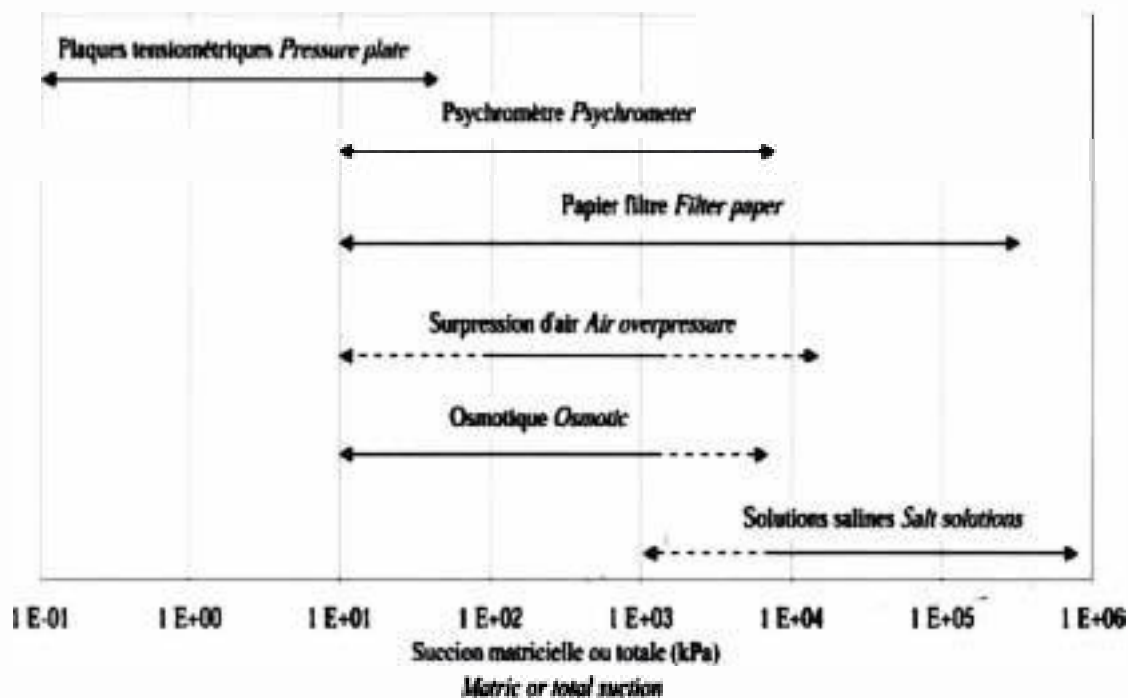 Plaques tensiométriques Pressure plate
Psychromètre Psychrometer
Papier filtre Filter paper
Surpression d'air Air overpressure
Osmotique Osmotic
Solutions salines Salt solutions
1 E-01 1 E+00 1 E+01 1 E+02 1 E+03 1 E+04 1 E+05 1 E+06
Succion matricielle ou totale (kPa)
Matric or total suction